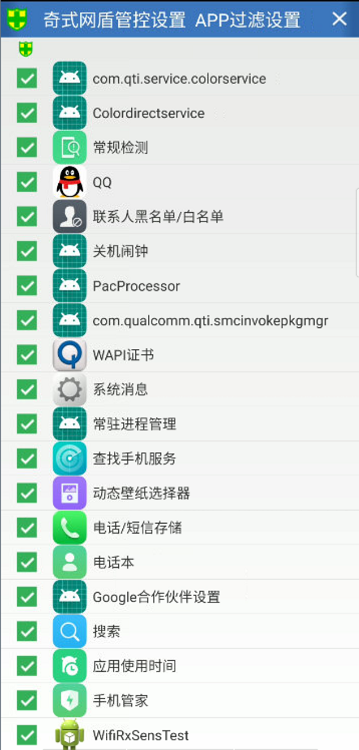 奇式网盾管控设置 APP过滤设置
com.qti.service.colorservice
Colordirectservice
常规检测
QQ
联系人黑名单/白名单
关机闹钟
PacProcessor
com.qualcomm.qti.smcinvokepkgmgr
WAPI证书
系统消息
常驻进程管理
查找手机服务
动态壁纸选择器
电话/短信存储
电话本
Google合作伙伴设置
搜索
应用使用时间
手机管家
WifiRxSensTest